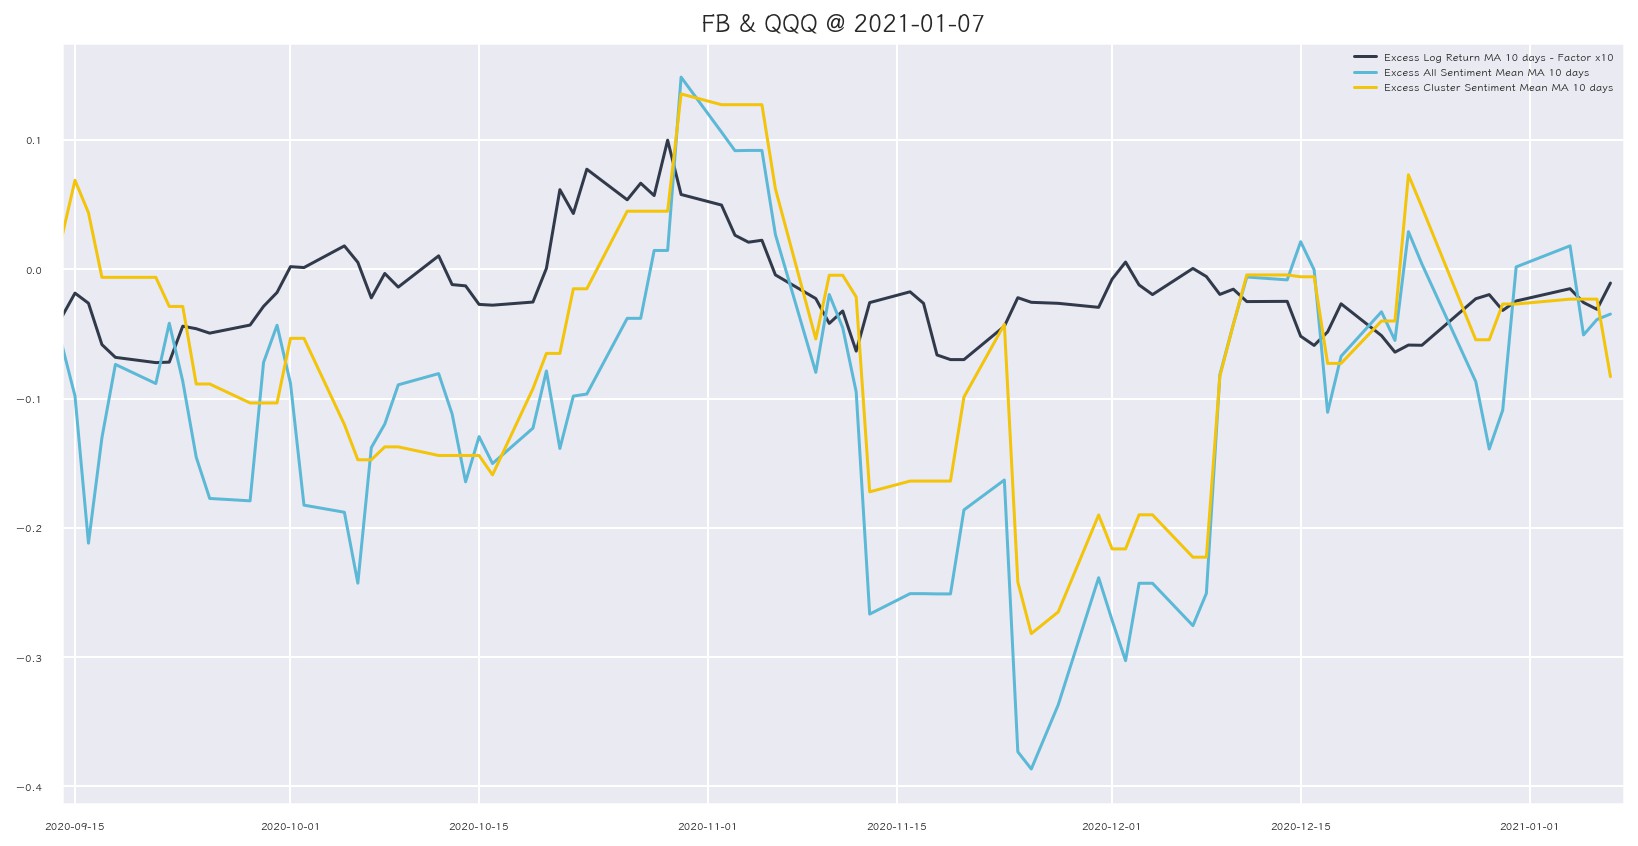 FB & QQQ @ 2021-01-07
Excess Log Return MA 10 days - Factor x10
Excess All Sentiment Mean MA 10 days
Excess Cluster Sentiment Mean MA 10 days
0.1
0.0
−0.1
−0.2
−0.3
−0.4
2020-09-15 2020-10-01 2020-10-15 2020-11-01 2020-11-15 2020-12-01 2020-12-15 2021-01-01